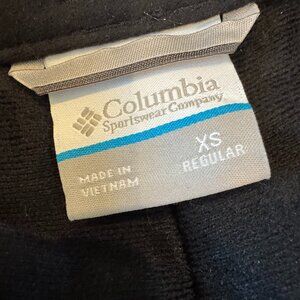 Columbia
Sportswear Company
MADE IN
VIETNAM
XS
REGULAR